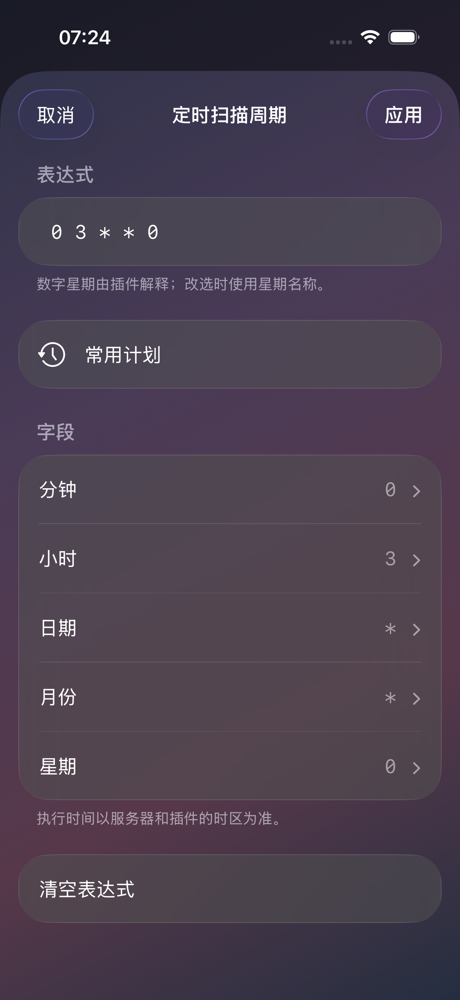 07:24
取消
定时扫描周期
应用
表达式
0 3 * * 0
数字星期由插件解释；改选时使用星期名称。
常用计划
字段
分钟 0
小时 3
日期 *
月份 *
星期 0
执行时间以服务器和插件的时区为准。
清空表达式